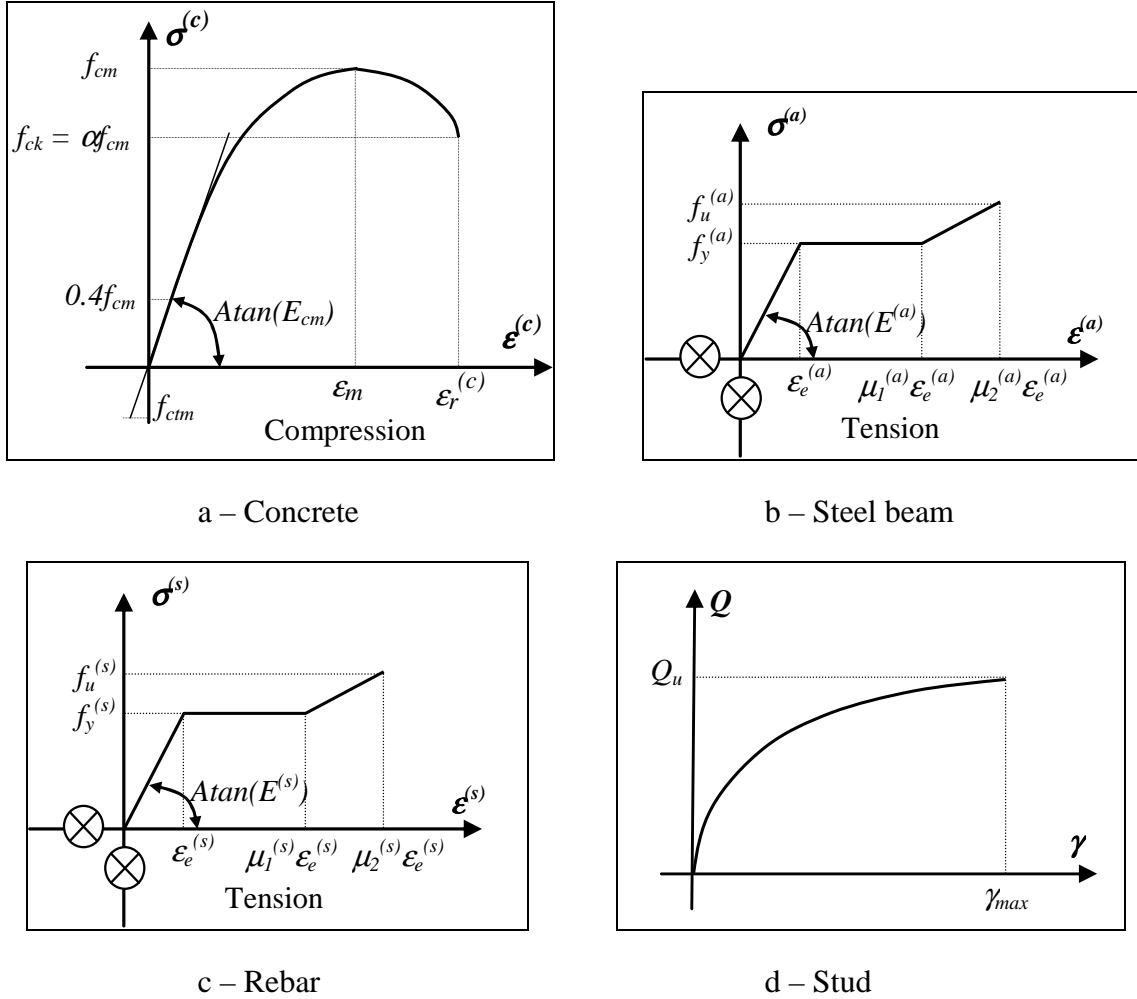 σ^(c)
f_cm
f_ck = αf_cm
0.4f_cm
Atan(E_cm)
ε^(c)
ε_m
ε_r^(c)
f_ctm
Compression
a – Concrete
σ^(a)
f_u^(a)
f_y^(a)
Atan(E^(a))
ε^(a)
ε_e^(a) μ_1^(a)ε_e^(a) μ_2^(a)ε_e^(a)
Tension
b – Steel beam
σ^(s)
f_u^(s)
f_y^(s)
Atan(E^(s))
ε^(s)
ε_e^(s) μ_1^(s)ε_e^(s) μ_2^(s)ε_e^(s)
Tension
c – Rebar
Q
Q_u
γ
γ_max
d – Stud